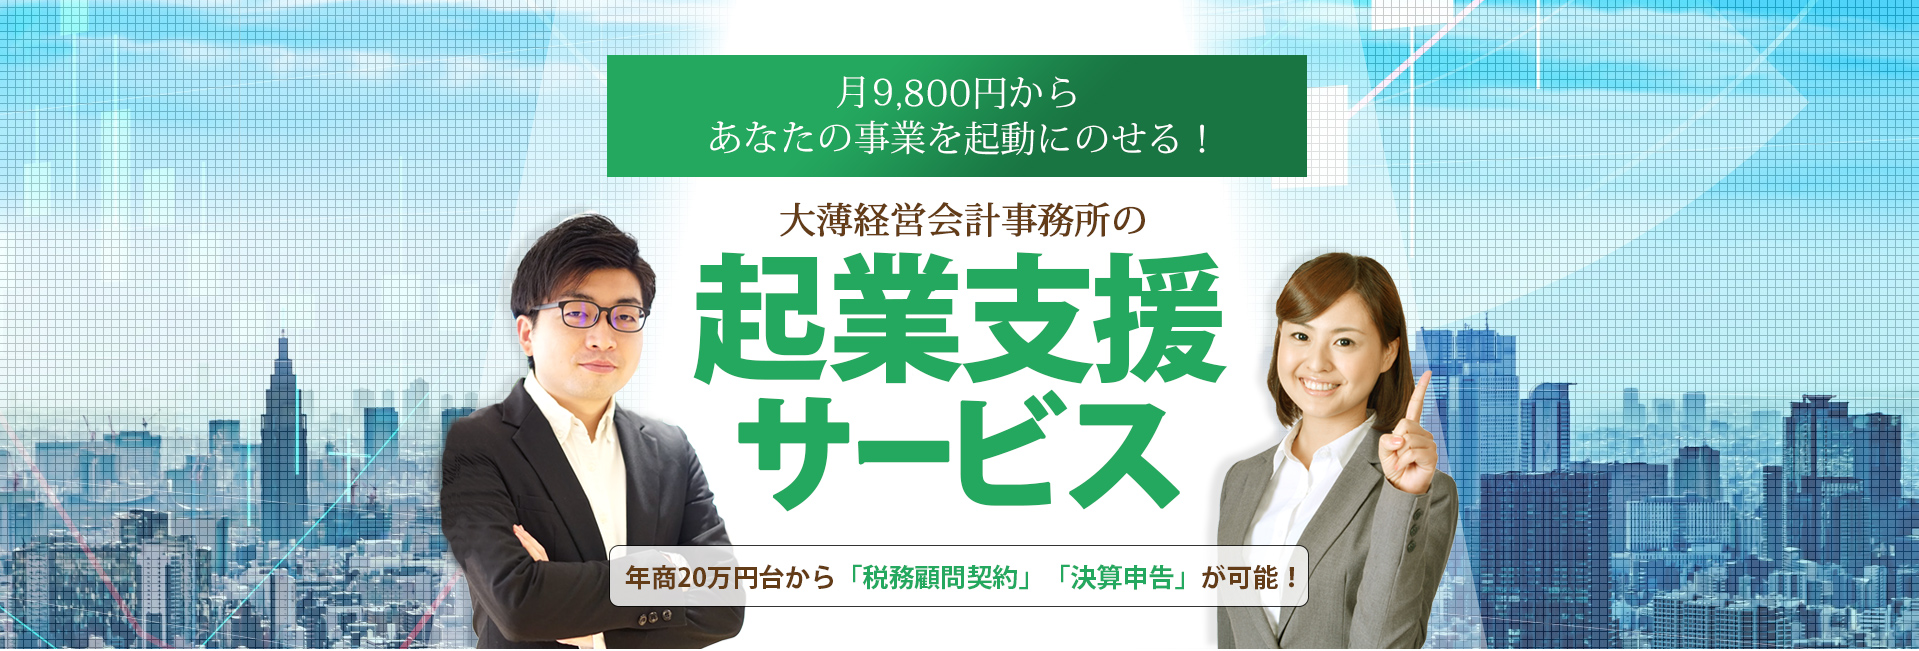 月9,800円から
あなたの事業を起動にのせる！
大薄経営会計事務所の
起業支援
サービス
年商20万円台から「税務顧問契約」「決算申告」が可能！